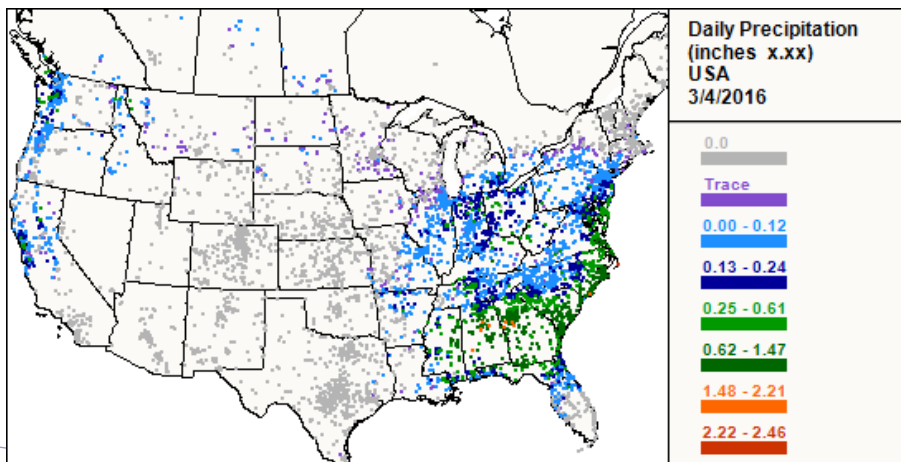 Daily Precipitation
(inches x.xx)
USA
3/4/2016
0.0
Trace
0.00 - 0.12
0.13 - 0.24
0.25 - 0.61
0.62 - 1.47
1.48 - 2.21
2.22 - 2.46